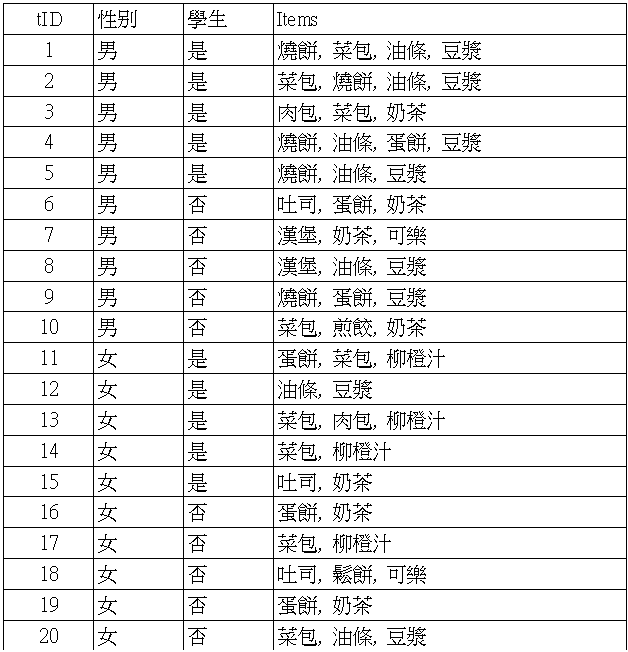 tID 性别 學生 Items
1 男 是 燒餅, 菜包, 油條, 豆漿
2 男 是 菜包, 燒餅, 油條, 豆漿
3 男 是 肉包, 菜包, 奶茶
4 男 是 燒餅, 油條, 蛋餅, 豆漿
5 男 是 燒餅, 油條, 豆漿
6 男 否 吐司, 蛋餅, 奶茶
7 男 否 漢堡, 奶茶, 可樂
8 男 否 漢堡, 油條, 豆漿
9 男 否 燒餅, 蛋餅, 豆漿
10 男 否 菜包, 煎餃, 奶茶
11 女 是 蛋餅, 菜包, 柳橙汁
12 女 是 油條, 豆漿
13 女 是 菜包, 肉包, 柳橙汁
14 女 是 菜包, 柳橙汁
15 女 是 吐司, 奶茶
16 女 否 蛋餅, 奶茶
17 女 否 菜包, 柳橙汁
18 女 否 吐司, 鬆餅, 可樂
19 女 否 蛋餅, 奶茶
20 女 否 菜包, 油條, 豆漿